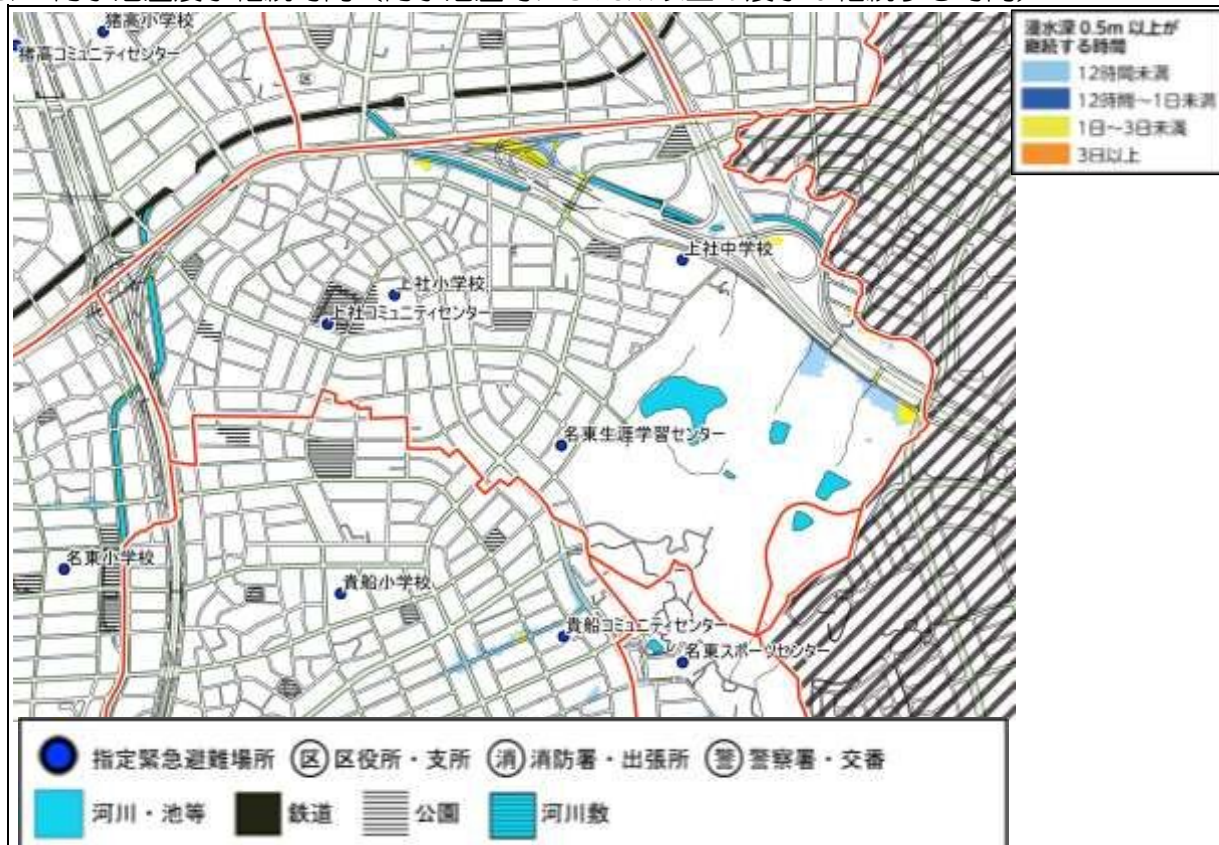 猪高小学校
猪高コミュニティセンター
区
浸水深 0.5m 以上が
継続する時間
12時間未満
12時間～1日未満
1日～3日未満
3日以上
上社中学校
上社小学校
上社コミュニティセンター
名東生涯学習センター
名東小学校
貴船小学校
貴船コミュニティセンター
名東スポーツセンター
指定緊急避難場所 区 区役所・支所 消 消防署・出張所 警 警察署・交番
河川・池等 鉄道 公園 河川敷